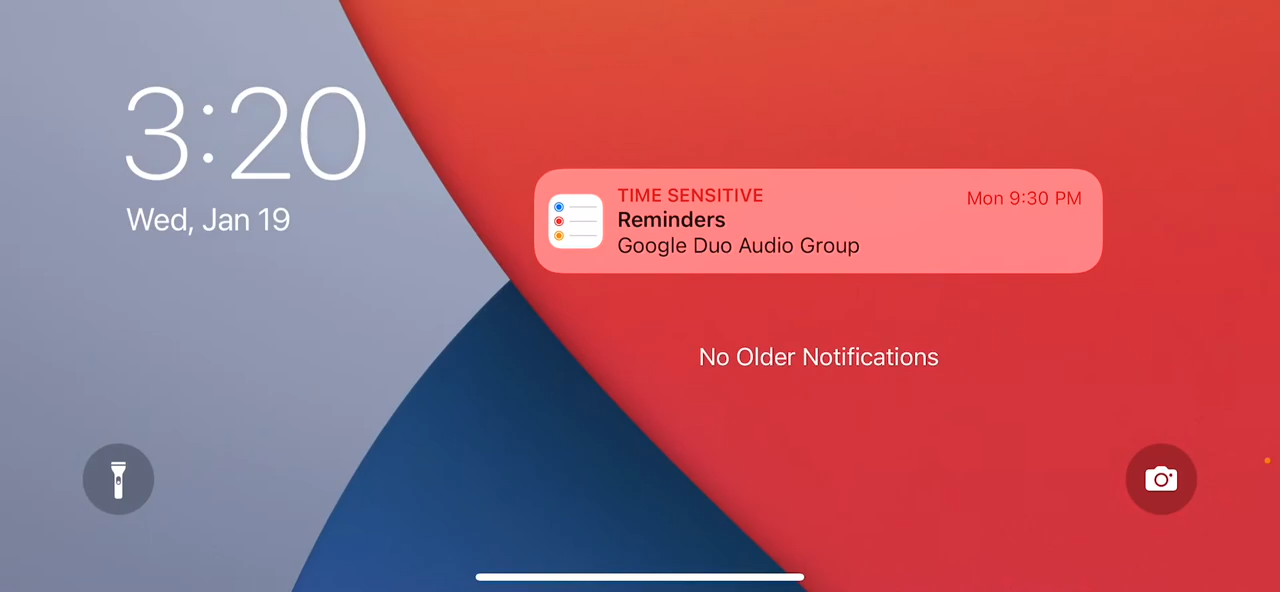 3:20
Wed, Jan 19
TIME SENSITIVE
Mon 9:30 PM
Reminders
Google Duo Audio Group
No Older Notifications